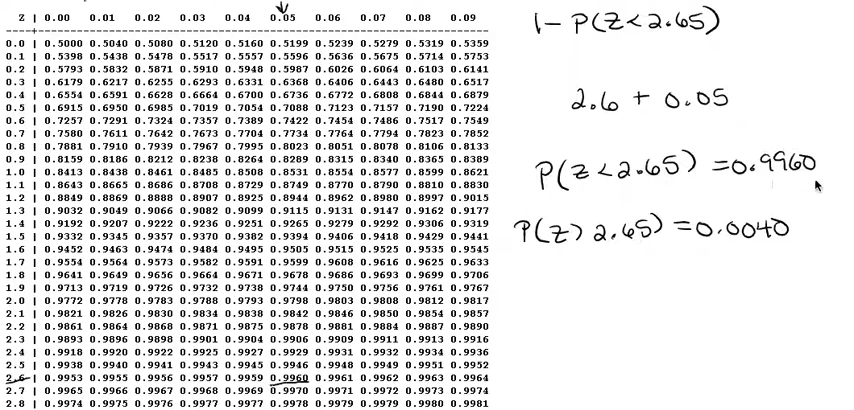 Z | 0.00 0.01 0.02 0.03 0.04 0.05 0.06 0.07 0.08 0.09
0.0 | 0.5000 0.5040 0.5080 0.5120 0.5160 0.5199 0.5239 0.5279 0.5319 0.5359
0.1 | 0.5398 0.5438 0.5478 0.5517 0.5557 0.5596 0.5636 0.5675 0.5714 0.5753
0.2 | 0.5793 0.5832 0.5871 0.5910 0.5948 0.5987 0.6026 0.6064 0.6103 0.6141
0.3 | 0.6179 0.6217 0.6255 0.6293 0.6331 0.6368 0.6406 0.6443 0.6480 0.6517
0.4 | 0.6554 0.6591 0.6628 0.6664 0.6700 0.6736 0.6772 0.6808 0.6844 0.6879
0.5 | 0.6915 0.6950 0.6985 0.7019 0.7054 0.7088 0.7123 0.7157 0.7190 0.7224
0.6 | 0.7257 0.7291 0.7324 0.7357 0.7389 0.7422 0.7454 0.7486 0.7517 0.7549
0.7 | 0.7580 0.7611 0.7642 0.7673 0.7704 0.7734 0.7764 0.7794 0.7823 0.7852
0.8 | 0.7881 0.7910 0.7939 0.7967 0.7995 0.8023 0.8051 0.8078 0.8106 0.8133
0.9 | 0.8159 0.8186 0.8212 0.8238 0.8264 0.8289 0.8315 0.8340 0.8365 0.8389
1.0 | 0.8413 0.8438 0.8461 0.8485 0.8508 0.8531 0.8554 0.8577 0.8599 0.8621
1.1 | 0.8643 0.8665 0.8686 0.8708 0.8729 0.8749 0.8770 0.8790 0.8810 0.8830
1.2 | 0.8849 0.8869 0.8888 0.8907 0.8925 0.8944 0.8962 0.8980 0.8997 0.9015
1.3 | 0.9032 0.9049 0.9066 0.9082 0.9099 0.9115 0.9131 0.9147 0.9162 0.9177
1.4 | 0.9192 0.9207 0.9222 0.9236 0.9251 0.9265 0.9279 0.9292 0.9306 0.9319
1.5 | 0.9332 0.9345 0.9357 0.9370 0.9382 0.9394 0.9406 0.9418 0.9429 0.9441
1.6 | 0.9452 0.9463 0.9474 0.9484 0.9495 0.9505 0.9515 0.9525 0.9535 0.9545
1.7 | 0.9554 0.9564 0.9573 0.9582 0.9591 0.9599 0.9608 0.9616 0.9625 0.9633
1.8 | 0.9641 0.9649 0.9656 0.9664 0.9671 0.9678 0.9686 0.9693 0.9699 0.9706
1.9 | 0.9713 0.9719 0.9726 0.9732 0.9738 0.9744 0.9750 0.9756 0.9761 0.9767
2.0 | 0.9772 0.9778 0.9783 0.9788 0.9793 0.9798 0.9803 0.9808 0.9812 0.9817
2.1 | 0.9821 0.9826 0.9830 0.9834 0.9838 0.9842 0.9846 0.9850 0.9854 0.9857
2.2 | 0.9861 0.9864 0.9868 0.9871 0.9875 0.9878 0.9881 0.9884 0.9887 0.9890
2.3 | 0.9893 0.9896 0.9898 0.9901 0.9904 0.9906 0.9909 0.9911 0.9913 0.9916
2.4 | 0.9918 0.9920 0.9922 0.9925 0.9927 0.9929 0.9931 0.9932 0.9934 0.9936
2.5 | 0.9938 0.9940 0.9941 0.9943 0.9945 0.9946 0.9948 0.9949 0.9951 0.9952
2.6 | 0.9953 0.9955 0.9956 0.9957 0.9959 0.9960 0.9961 0.9962 0.9963 0.9964
2.7 | 0.9965 0.9966 0.9967 0.9968 0.9969 0.9970 0.9971 0.9972 0.9973 0.9974
2.8 | 0.9974 0.9975 0.9976 0.9977 0.9977 0.9978 0.9979 0.9979 0.9980 0.9981
1 - P(Z < 2.65)
2.6 + 0.05
P(Z < 2.65) = 0.9960
P(Z > 2.65) = 0.0040